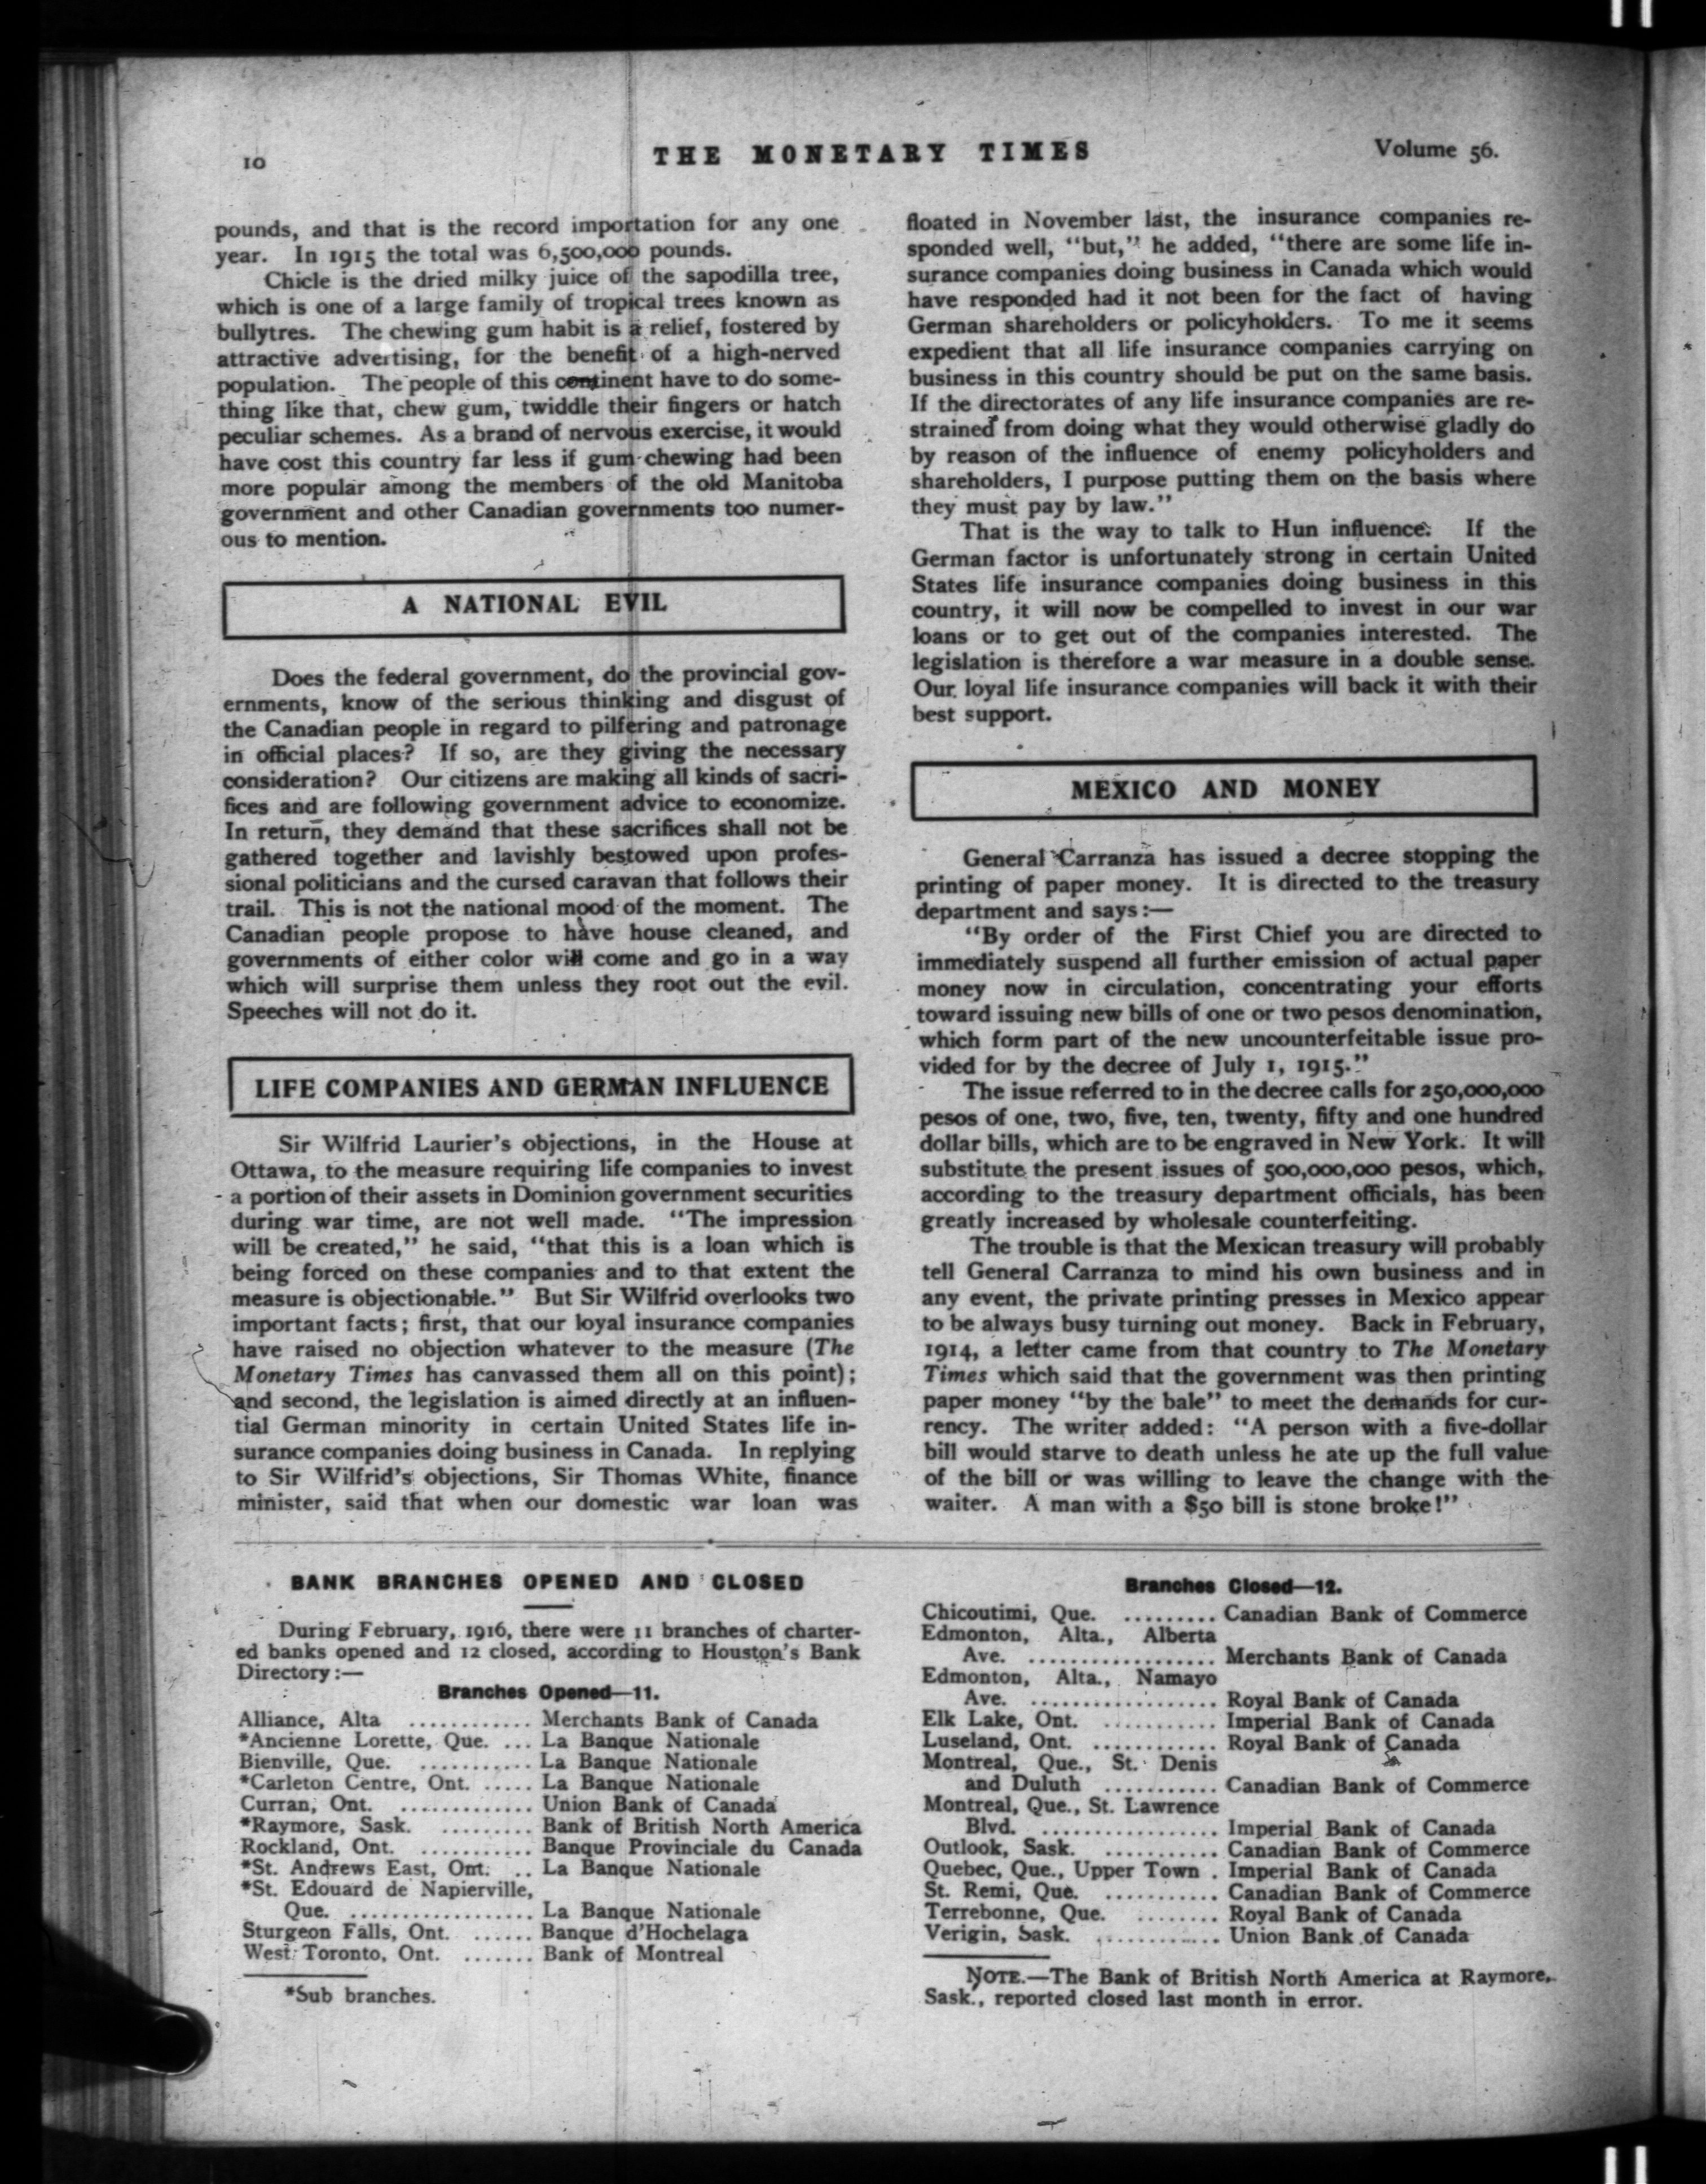 10
THE MONETARY TIMES
Volume 56.
pounds, and that is the record importation for any one
year. In 1915 the total was 6,500,000 pounds.
Chicle is the dried milky juice of the sapodilla tree,
which is one of a large family of tropical trees known as
bullytres. The chewing gum habit is a relief, fostered by
attractive advertising, for the benefit of a high-nerved
population. The people of this continent have to do some-
thing like that, chew gum, twiddle their fingers or hatch
peculiar schemes. As a brand of nervous exercise, it would
have cost this country far less if gum chewing had been
more popular among the members of the old Manitoba
government and other Canadian governments too numer-
ous to mention.
A NATIONAL EVIL
Does the federal government, do the provincial gov-
ernments, know of the serious thinking and disgust of
the Canadian people in regard to pilfering and patronage
in official places? If so, are they giving the necessary
consideration? Our citizens are making all kinds of sacri-
fices and are following government advice to economize.
In return, they demand that these sacrifices shall not be
gathered together and lavishly bestowed upon profes-
sional politicians and the cursed caravan that follows their
trail. This is not the national mood of the moment. The
Canadian people propose to have house cleaned, and
governments of either color will come and go in a way
which will surprise them unless they root out the evil.
Speeches will not do it.
LIFE COMPANIES AND GERMAN INFLUENCE
Sir Wilfrid Laurier's objections, in the House at
Ottawa, to the measure requiring life companies to invest
a portion of their assets in Dominion government securities
during war time, are not well made. "The impression
will be created," he said, "that this is a loan which is
being forced on these companies and to that extent the
measure is objectionable." But Sir Wilfrid overlooks two
important facts; first, that our loyal insurance companies
have raised no objection whatever to the measure (The
Monetary Times has canvassed them all on this point);
and second, the legislation is aimed directly at an influen-
tial German minority in certain United States life in-
surance companies doing business in Canada. In replying
to Sir Wilfrid's objections, Sir Thomas White, finance
minister, said that when our domestic war loan was
floated in November last, the insurance companies re-
sponded well, "but," he added, "there are some life in-
surance companies doing business in Canada which would
have responded had it not been for the fact of having
German shareholders or policyholders. To me it seems
expedient that all life insurance companies carrying on
business in this country should be put on the same basis.
If the directorates of any life insurance companies are re-
strained from doing what they would otherwise gladly do
by reason of the influence of enemy policyholders and
shareholders, I purpose putting them on the basis where
they must pay by law."
That is the way to talk to Hun influence. If the
German factor is unfortunately strong in certain United
States life insurance companies doing business in this
country, it will now be compelled to invest in our war
loans or to get out of the companies interested. The
legislation is therefore a war measure in a double sense.
Our loyal life insurance companies will back it with their
best support.
MEXICO AND MONEY
General Carranza has issued a decree stopping the
printing of paper money. It is directed to the treasury
department and says:—
"By order of the First Chief you are directed to
immediately suspend all further emission of actual paper
money now in circulation, concentrating your efforts
toward issuing new bills of one or two pesos denomination,
which form part of the new uncounterfeitable issue pro-
vided for by the decree of July 1, 1915."
The issue referred to in the decree calls for 250,000,000
pesos of one, two, five, ten, twenty, fifty and one hundred
dollar bills, which are to be engraved in New York. It will
substitute the present issues of 500,000,000 pesos, which,
according to the treasury department officials, has been
greatly increased by wholesale counterfeiting.
The trouble is that the Mexican treasury will probably
tell General Carranza to mind his own business and in
any event, the private printing presses in Mexico appear
to be always busy turning out money. Back in February,
1914, a letter came from that country to The Monetary
Times which said that the government was then printing
paper money "by the bale" to meet the demands for cur-
rency. The writer added: "A person with a five-dollar
bill would starve to death unless he ate up the full value
of the bill or was willing to leave the change with the
waiter. A man with a $50 bill is stone broke!"
BANK BRANCHES OPENED AND CLOSED
During February, 1916, there were 11 branches of charter-
ed banks opened and 12 closed, according to Houston's Bank
Directory:—
Branches Opened—11.
Alliance, Alta ............ Merchants Bank of Canada
*Ancienne Lorette, Que. ... La Banque Nationale
Bienville, Que. ........... La Banque Nationale
*Carleton Centre, Ont. ..... La Banque Nationale
Curran, Ont. ............. Union Bank of Canada
*Raymore, Sask. ......... Bank of British North America
Rockland, Ont. ........... Banque Provinciale du Canada
*St. Andrews East, Ont. .. La Banque Nationale
*St. Edouard de Napierville,
Que. .................. La Banque Nationale
Sturgeon Falls, Ont. ...... Banque d'Hochelaga
West Toronto, Ont. ....... Bank of Montreal
*Sub branches.
Branches Closed—12.
Chicoutimi, Que. ......... Canadian Bank of Commerce
Edmonton, Alta., Alberta
Ave. .................. Merchants Bank of Canada
Edmonton, Alta., Namayo
Ave. .................. Royal Bank of Canada
Elk Lake, Ont. ........... Imperial Bank of Canada
Luseland, Ont. ............ Royal Bank of Canada
Montreal, Que., St. Denis
and Duluth ........... Canadian Bank of Commerce
Montreal, Que., St. Lawrence
Blvd. ................. Imperial Bank of Canada
Outlook, Sask. ........... Canadian Bank of Commerce
Quebec, Que., Upper Town . Imperial Bank of Canada
St. Remi, Que. ........... Canadian Bank of Commerce
Terrebonne, Que. ........ Royal Bank of Canada
Verigin, Sask. ............ Union Bank of Canada
NOTE.—The Bank of British North America at Raymore,
Sask., reported closed last month in error.